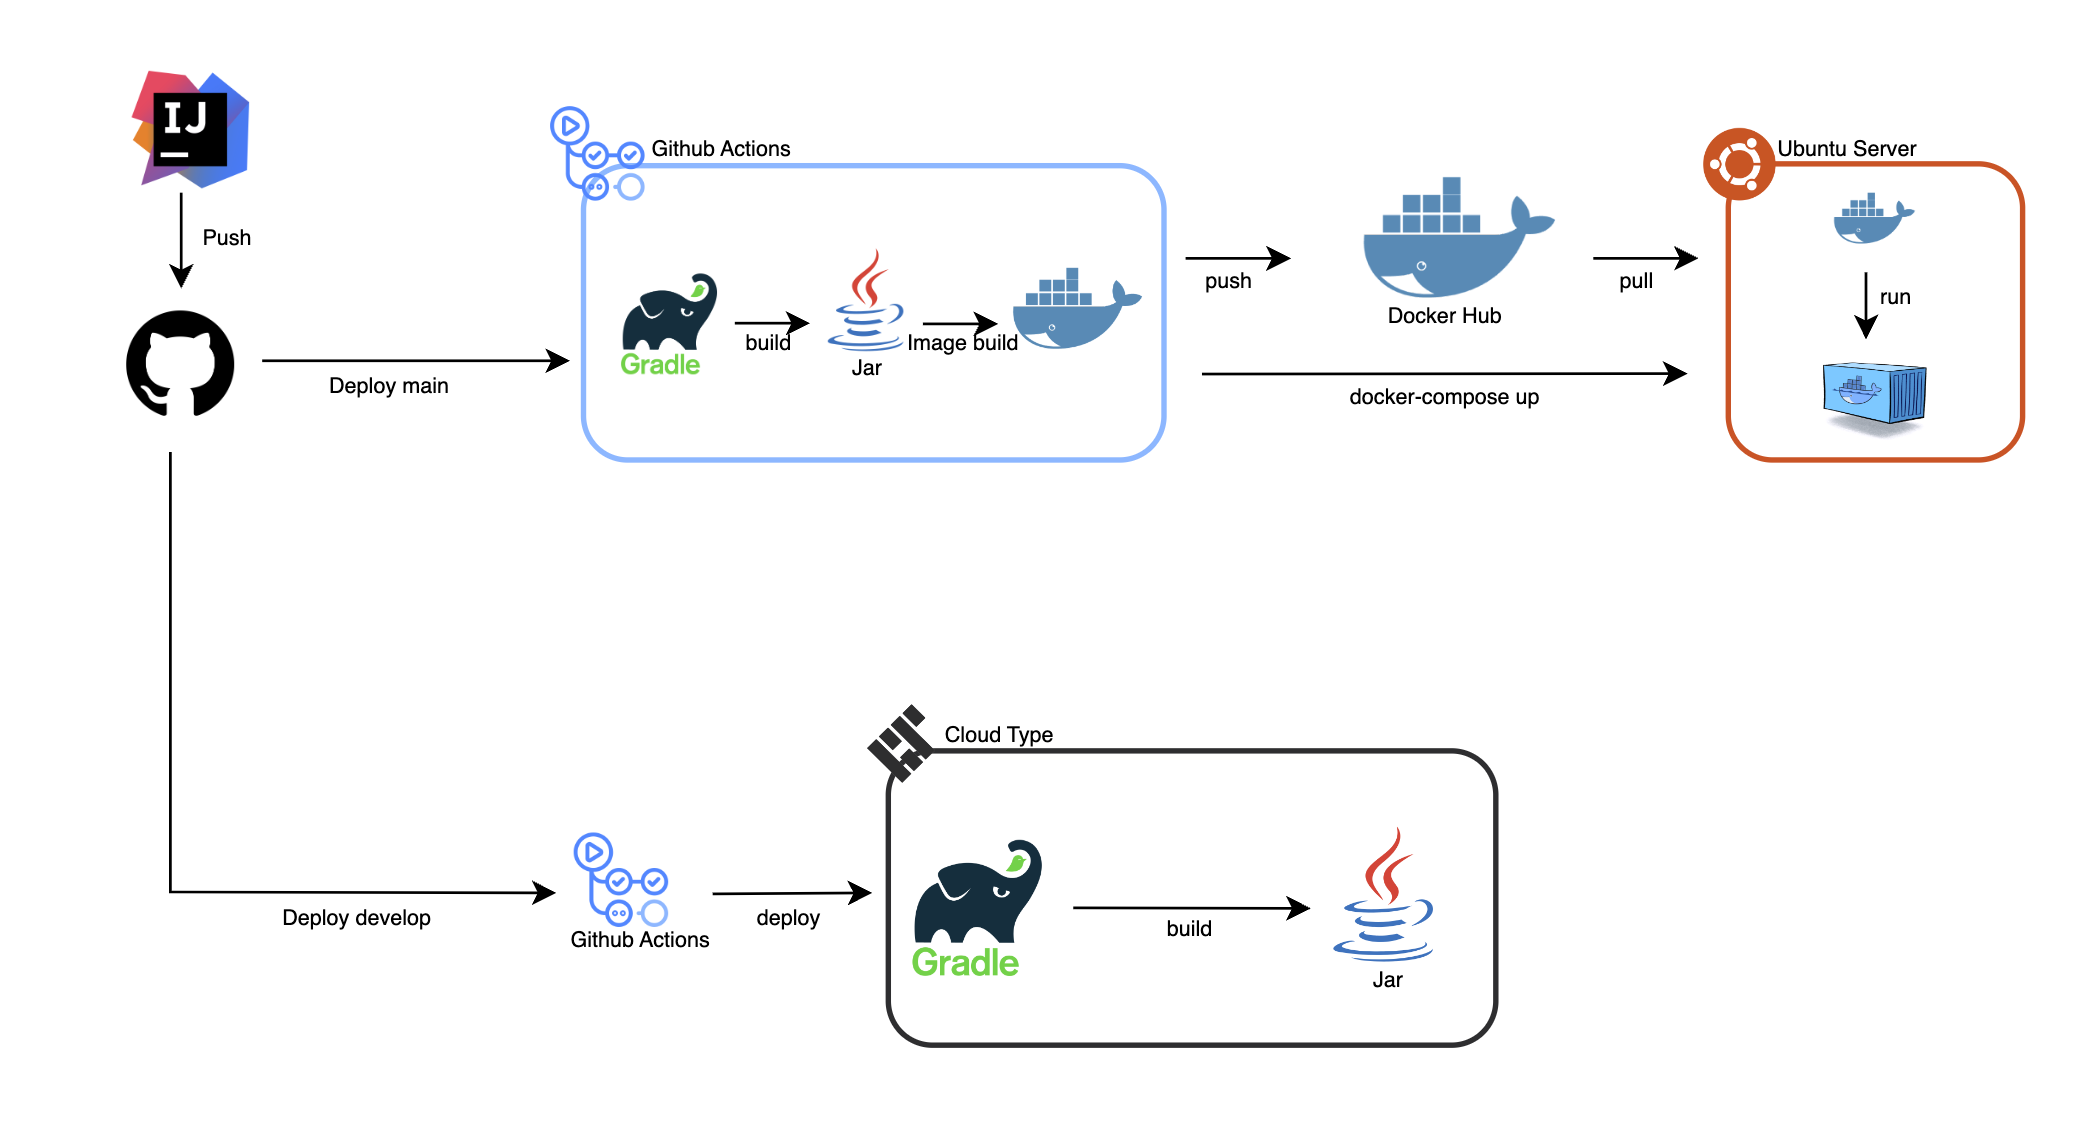 IJ
Push
Deploy main
Github Actions
Gradle
build
Jar
Image build
push
Docker Hub
pull
docker-compose up
Ubuntu Server
run
Deploy develop
Github Actions
deploy
Cloud Type
Gradle
build
Jar